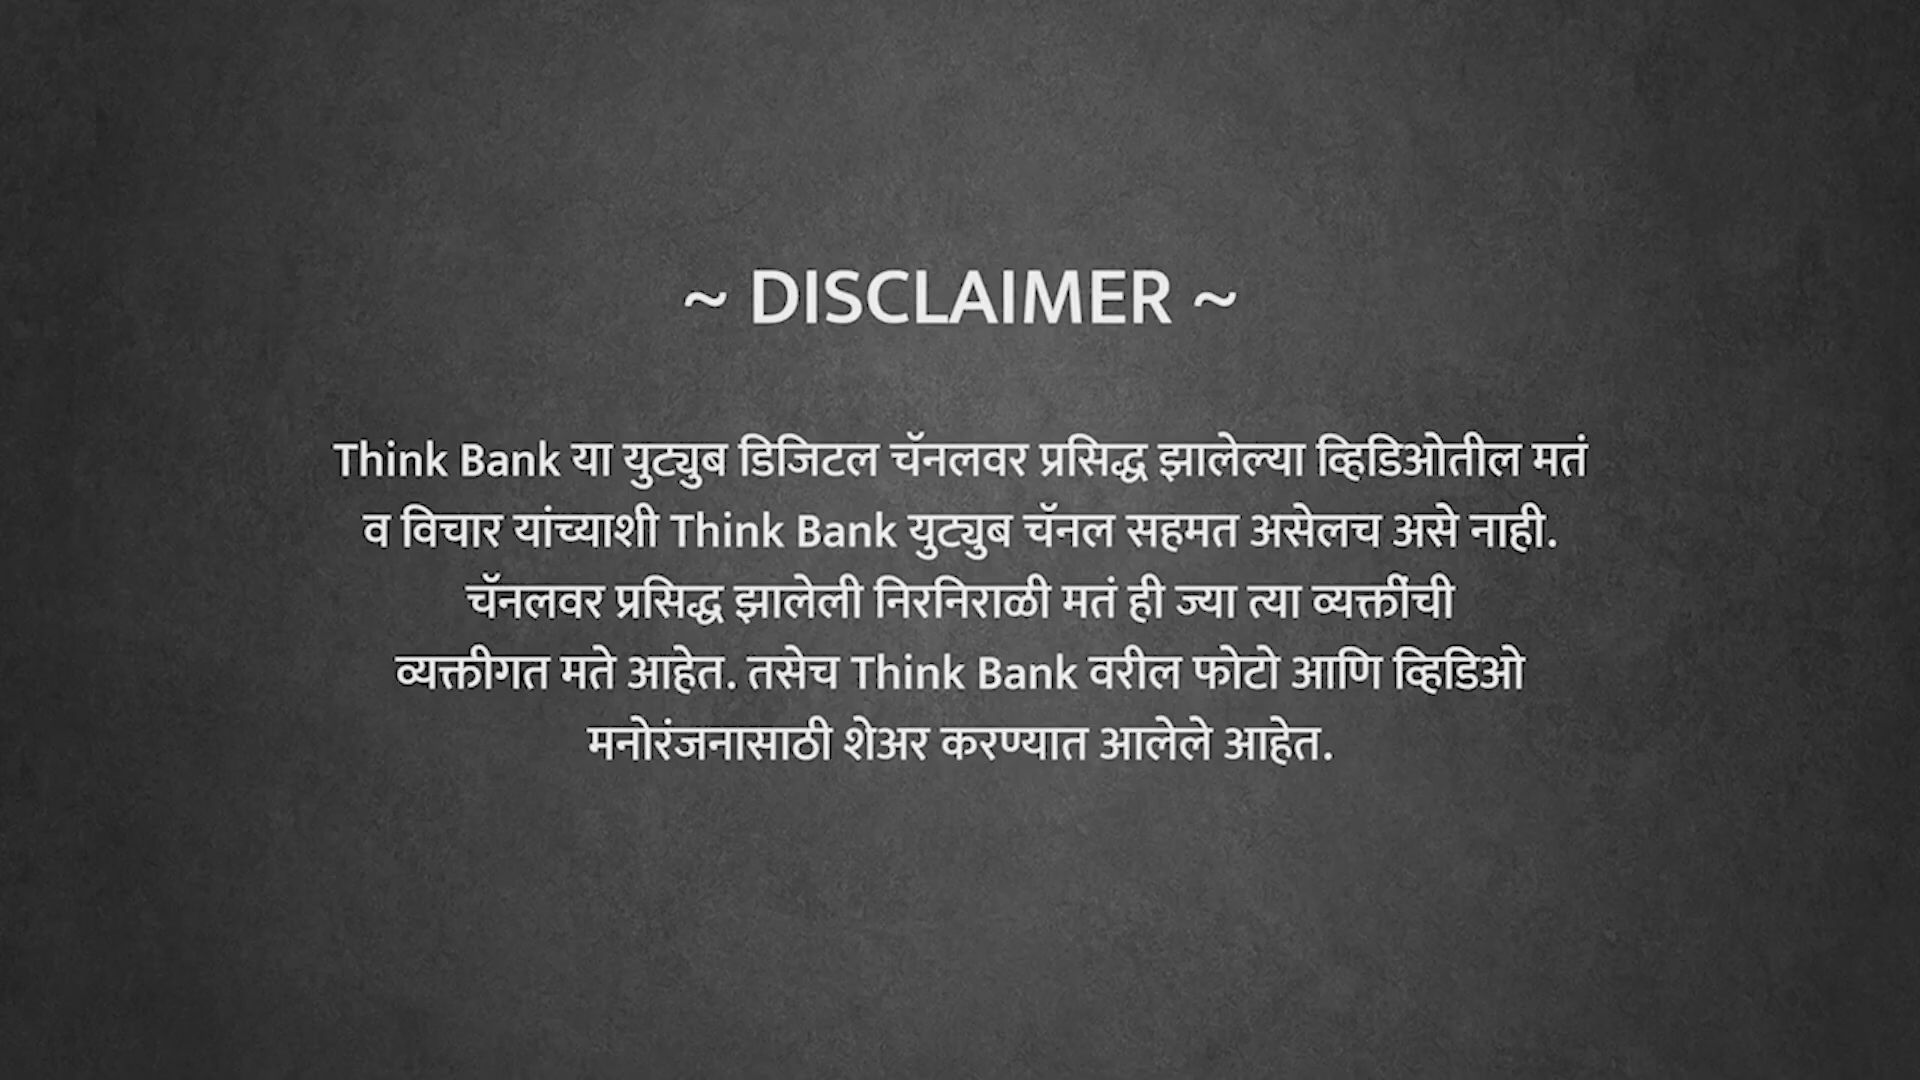 ~ DISCLAIMER ~
Think Bank या युट्युब डिजिटल चॅनलवर प्रसिद्ध झालेल्या व्हिडिओतील मतं
व विचार यांच्याशी Think Bank युट्युब चॅनल सहमत असेलच असे नाही.
चॅनलवर प्रसिद्ध झालेली निरनिराळी मतं ही ज्या त्या व्यक्तींची
व्यक्तीगत मते आहेत. तसेच Think Bank वरील फोटो आणि व्हिडिओ
मनोरंजनासाठी शेअर करण्यात आलेले आहेत.